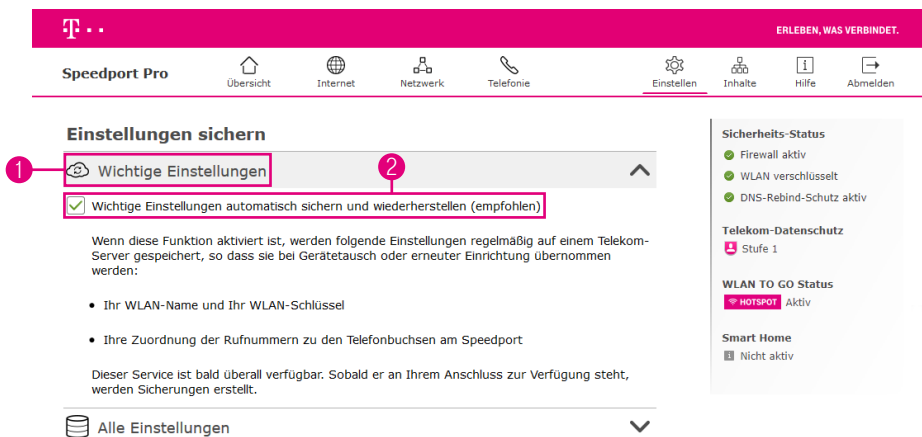 T
ERLEBEN, WAS VERBINDET.
Speedport Pro
Übersicht
Internet
Netzwerk
Telefonie
Einstellen
Inhalte
Hilfe
Abmelden
Einstellungen sichern
1
Wichtige Einstellungen
2
Wichtige Einstellungen automatisch sichern und wiederherstellen (empfohlen)
Wenn diese Funktion aktiviert ist, werden folgende Einstellungen regelmäßig auf einem Telekom-
Server gespeichert, so dass sie bei Gerätetausch oder erneuter Einrichtung übernommen
werden:
• Ihr WLAN-Name und Ihr WLAN-Schlüssel
• Ihre Zuordnung der Rufnummern zu den Telefonbuchsen am Speedport
Dieser Service ist bald überall verfügbar. Sobald er an Ihrem Anschluss zur Verfügung steht,
werden Sicherungen erstellt.
Alle Einstellungen
Sicherheits-Status
Firewall aktiv
WLAN verschlüsselt
DNS-Rebind-Schutz aktiv
Telekom-Datenschutz
Stufe 1
WLAN TO GO Status
HOTSPOT Aktiv
Smart Home
i Nicht aktiv